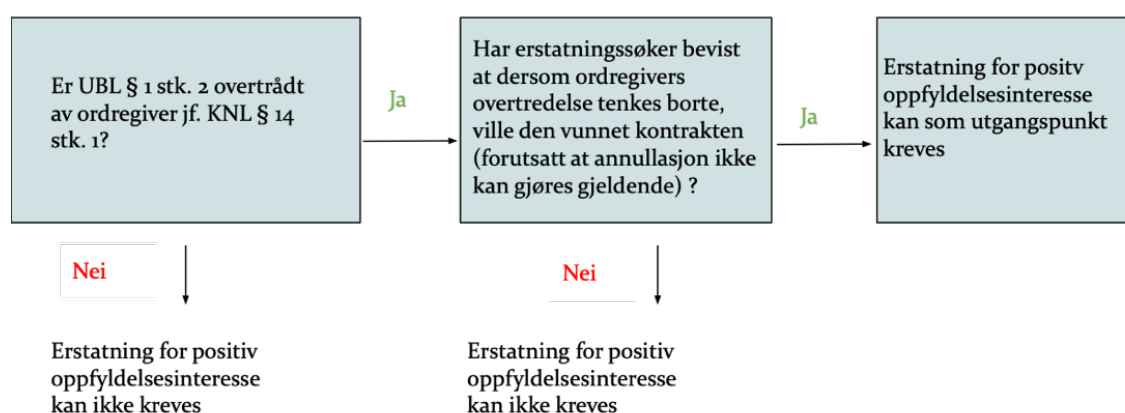 Er UBL § 1 stk. 2 overtrådt
av ordregiver jf. KNL § 14
stk. 1?
Ja
Har erstatningssøker bevist
at dersom ordregivers
overtredelse tenkes borte,
ville den vunnet kontrakten
(forutsatt at annullasjon ikke
kan gjøres gjeldende) ?
Ja
Erstatning for positv
oppfyldelsesinteresse
kan som utgangspunkt
kreves
Nei
Nei
Erstatning for positiv
oppfyldelsesinteresse
kan ikke kreves
Erstatning for positiv
oppfyldelsesinteresse
kan ikke kreves